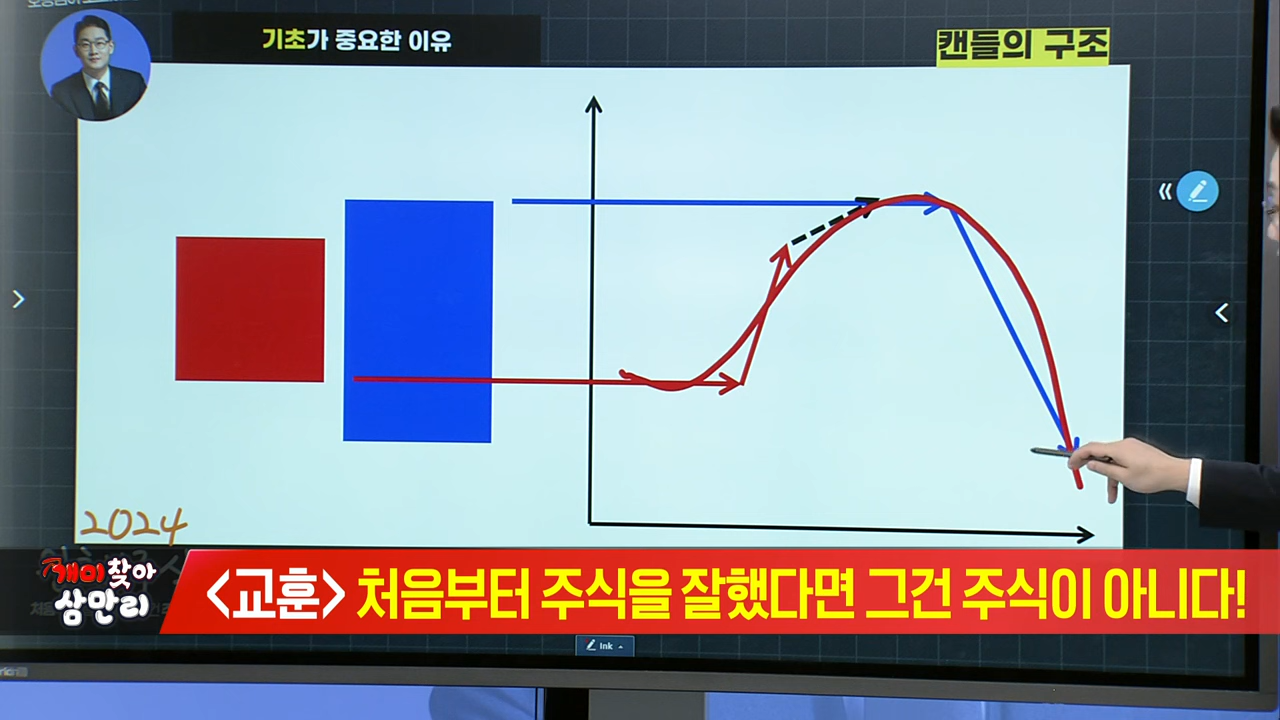 기초가 중요한 이유
캔들의 구조
2024
개미찾아
삼만리
<교훈> 처음부터 주식을 잘했다면 그건 주식이 아니다!
Ink